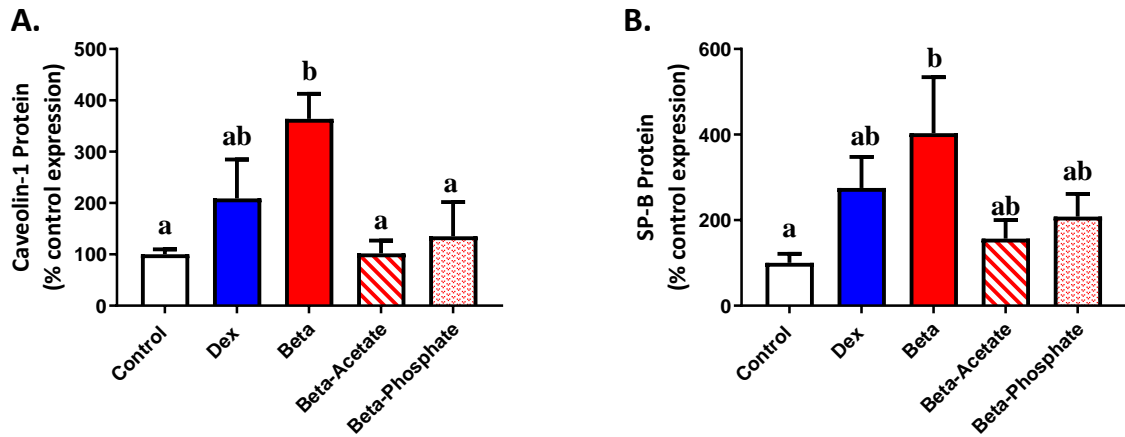 A.
Caveolin-1 Protein
(% control expression)
500
400
300
200
100
0
a
ab
b
a
a
Control
Dex
Beta
Beta-Acetate
Beta-Phosphate
B.
SP-B Protein
(% control expression)
600
400
200
0
a
ab
b
ab
ab
Control
Dex
Beta
Beta-Acetate
Beta-Phosphate